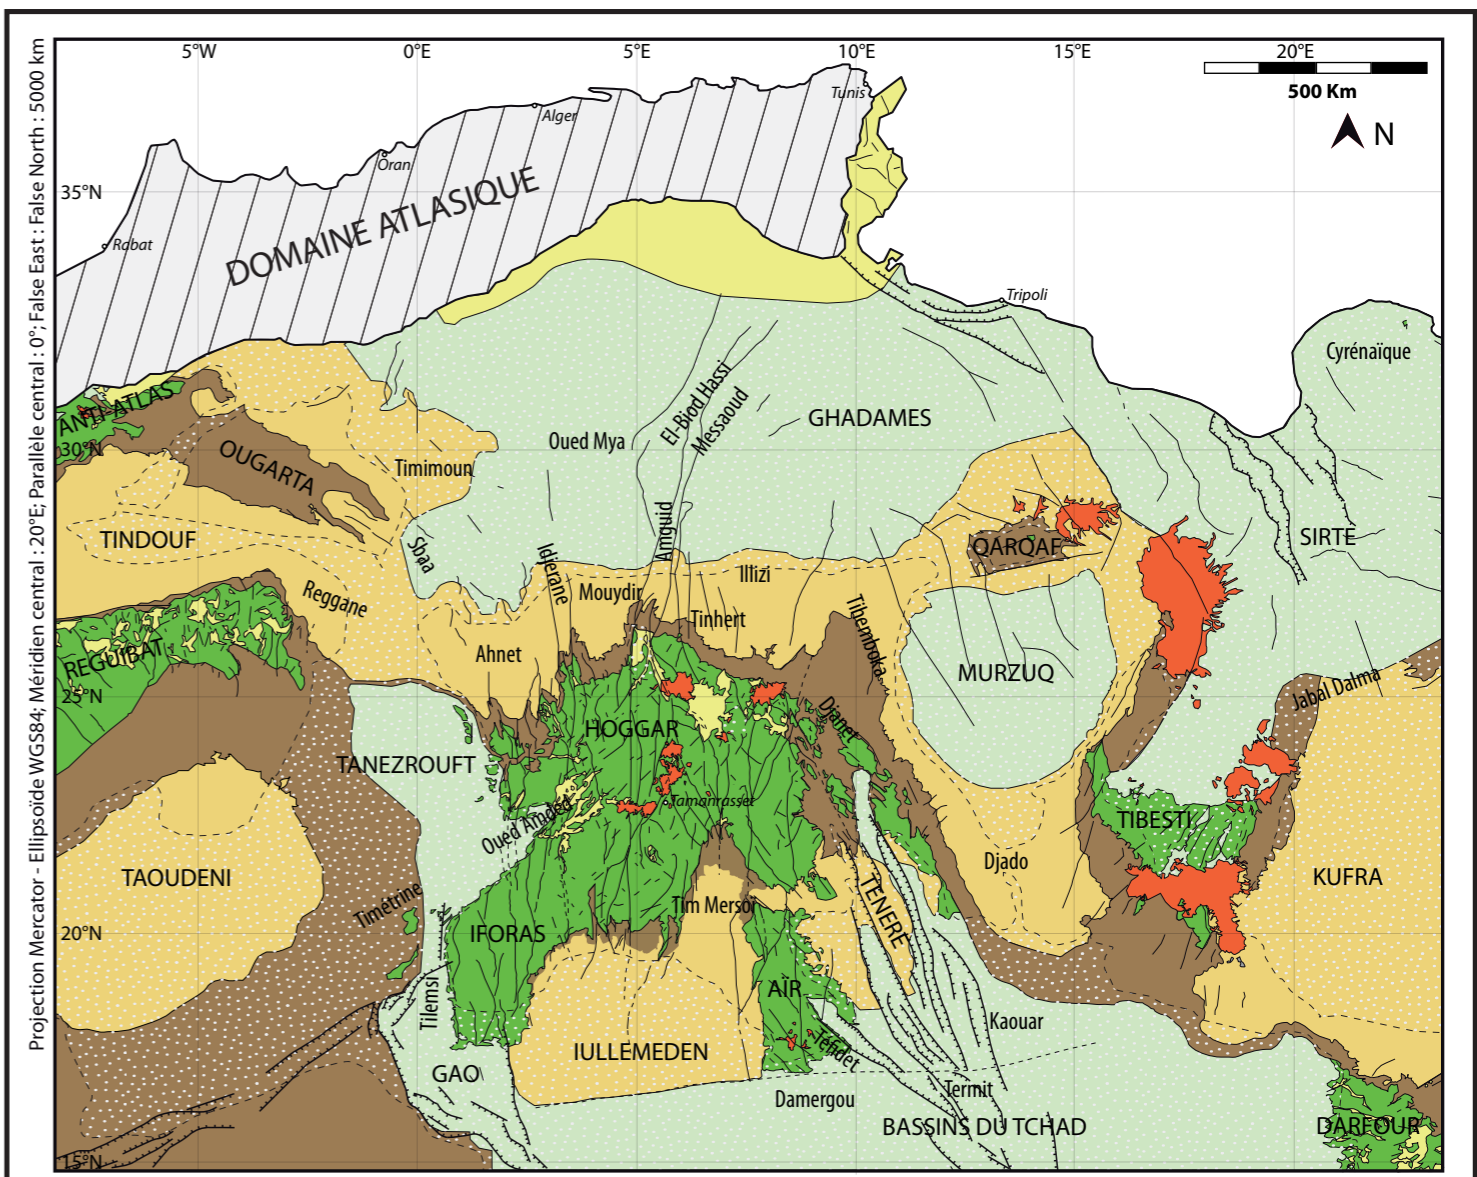 5°W
0°E
5°E
10°E
15°E
20°E
500 Km
N
Projection Mercator - Ellipsoïde WGS84; Méridien central : 20°E; Parallèle central : 0°; False East : False North : 5000 km
Tunis
Alger
Oran
35°N
DOMAINE ATLASIQUE
Rabat
Tripoli
Cyrénaïque
El-Biod Hassi
Messaoud
ANTI-ATLAS
GHADAMES
Oued Mya
30°N
OUGARTA
Timimoun
TINDOUF
Sbaa
Amguid
QARQAF
SIRTE
Idjerane
Illizi
Mouydir
Reggane
Tinhert
Tihemboka
REGUIBAT
Ahnet
MURZUQ
25°N
Jabal Dalma
HOGGAR
Djanet
TANEZROUFT
Tamanrasset
Oued Amded
TIBESTI
Djado
TAOUDENI
KUFRA
Timétrine
Tim Mersoï
TENERE
20°N
IFORAS
AÏR
Tilemsi
Kaouar
Téfidet
IULLEMEDEN
GAO
Termit
Damergou
BASSINS DU TCHAD
DARFOUR
15°N